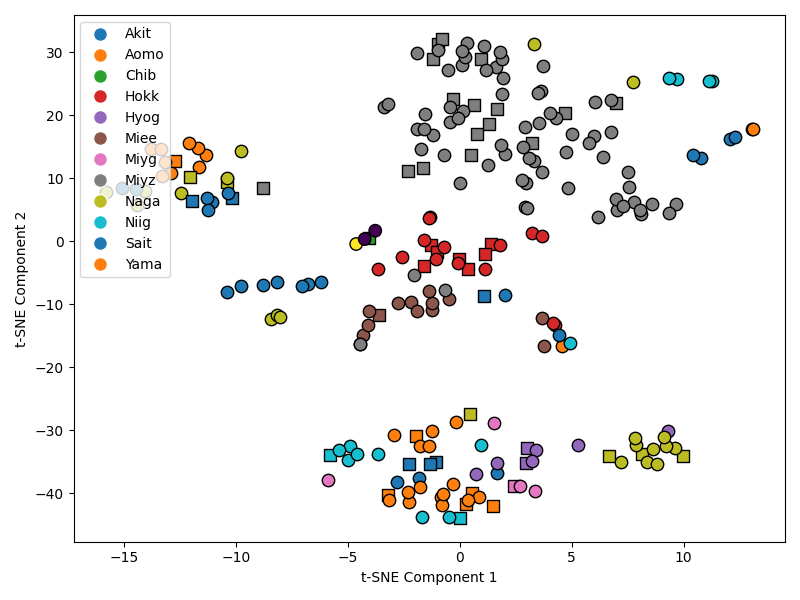 Akit
Aomo
Chib
Hokk
Hyog
Miee
Miyg
Miyz
Naga
Niig
Sait
Yama
t-SNE Component 2
30
20
10
0
−10
−20
−30
−40
−15
−10
−5
0
5
10
t-SNE Component 1